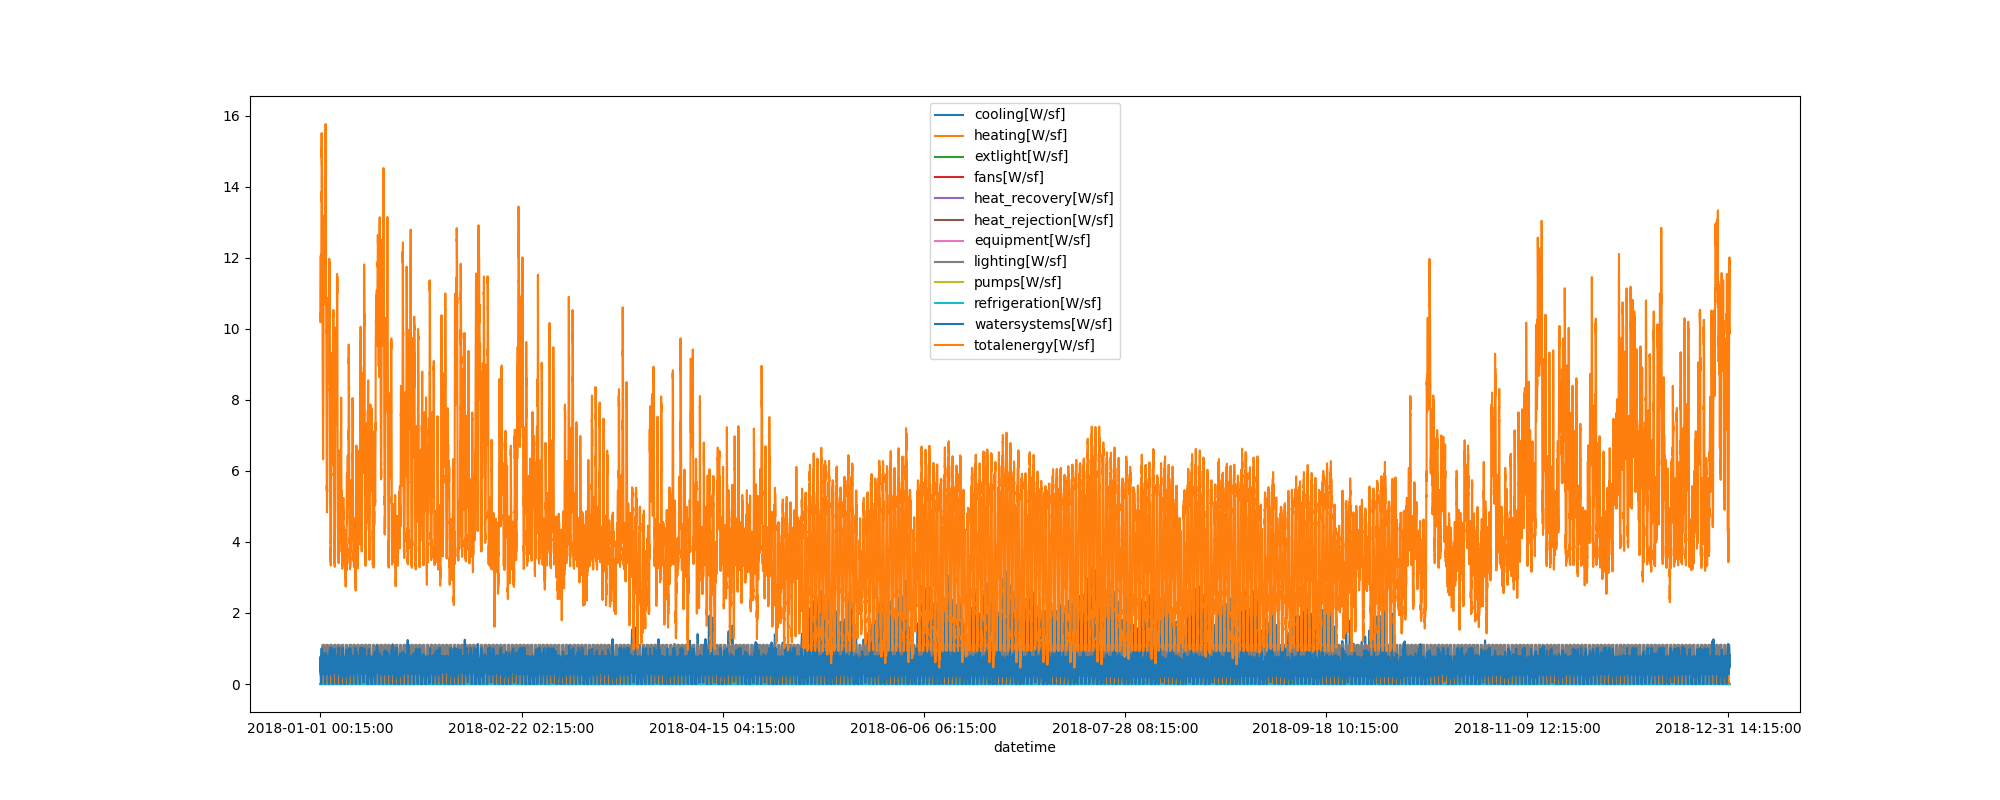 16
14
12
10
8
6
4
2
0
cooling[W/sf]
heating[W/sf]
extlight[W/sf]
fans[W/sf]
heat_recovery[W/sf]
heat_rejection[W/sf]
equipment[W/sf]
lighting[W/sf]
pumps[W/sf]
refrigeration[W/sf]
watersystems[W/sf]
totalenergy[W/sf]
2018-01-01 00:15:00 2018-02-22 02:15:00 2018-04-15 04:15:00 2018-06-06 06:15:00 2018-07-28 08:15:00 2018-09-18 10:15:00 2018-11-09 12:15:00 2018-12-31 14:15:00
datetime